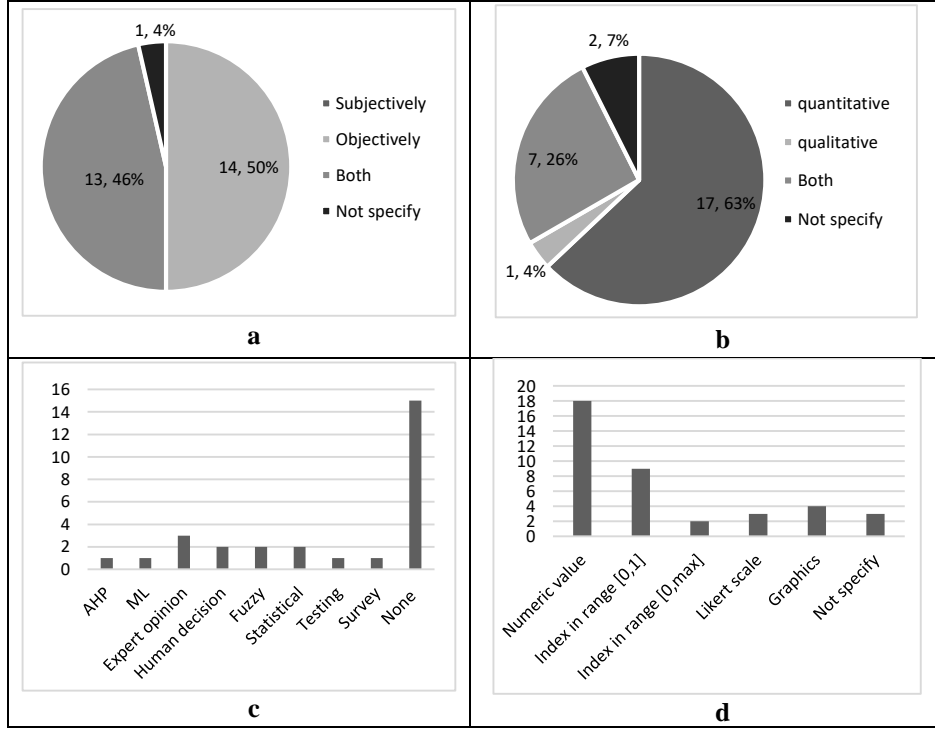 1, 4%
13, 46%
14, 50%
Subjectively
Objectively
Both
Not specify
a
2, 7%
7, 26%
17, 63%
1, 4%
quantitative
qualitative
Both
Not specify
b
16
14
12
10
8
6
4
2
0
AHP
ML
Expert opinion
Human decision
Fuzzy
Statistical
Testing
Survey
None
c
20
18
16
14
12
10
8
6
4
2
0
Numeric value
Index in range [0,1]
Index in range [0,max]
Likert scale
Graphics
Not specify
d